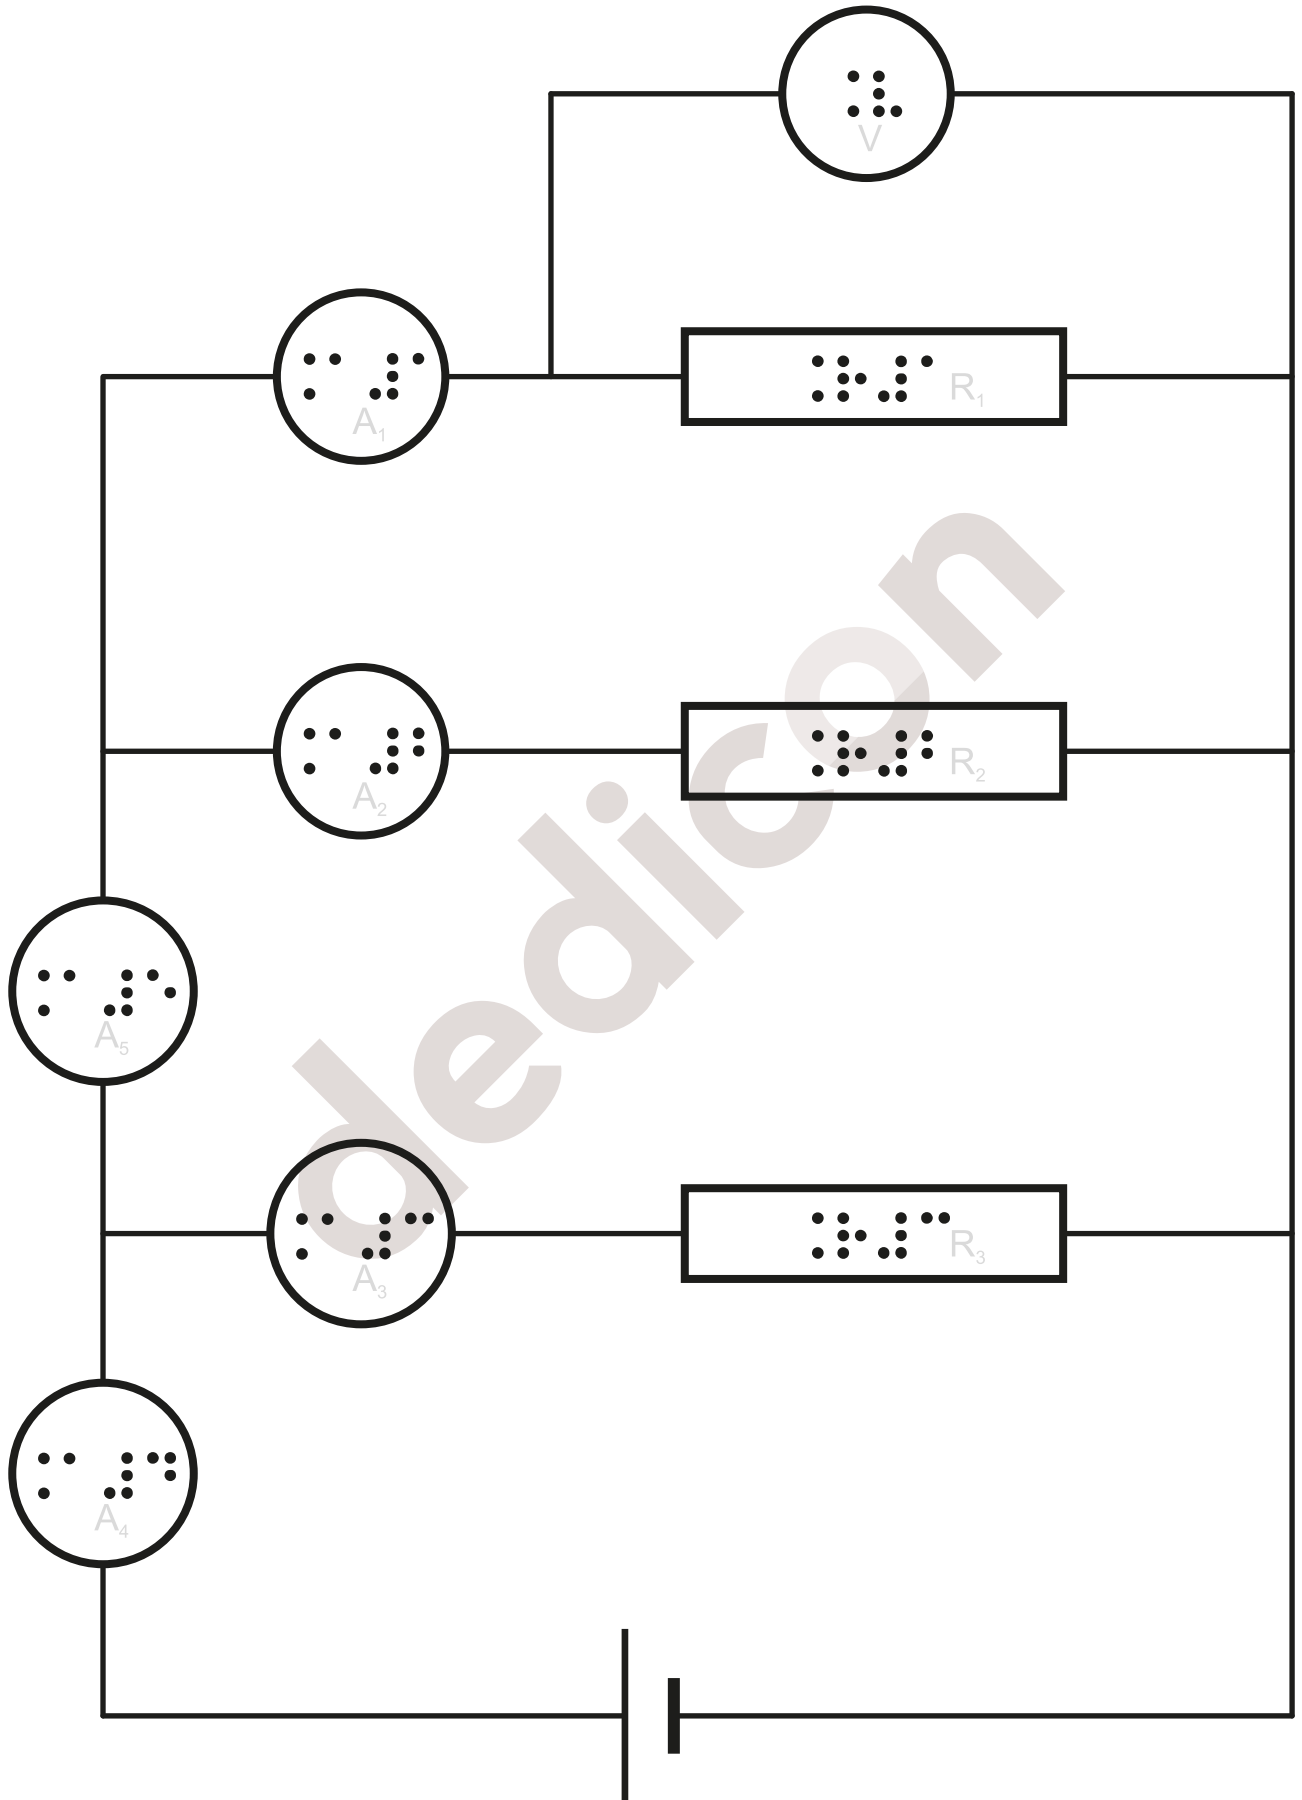 ⠨⠧
V
⠨⠁⠼⠁
A₁
⠨⠗⠼⠁
R₁
⠨⠁⠼⠃
A₂
⠨⠗⠼⠃
R₂
dedicon
⠨⠁⠼⠑
A₅
⠨⠁⠼⠉
A₃
⠨⠗⠼⠉
R₃
⠨⠁⠼⠙
A₄